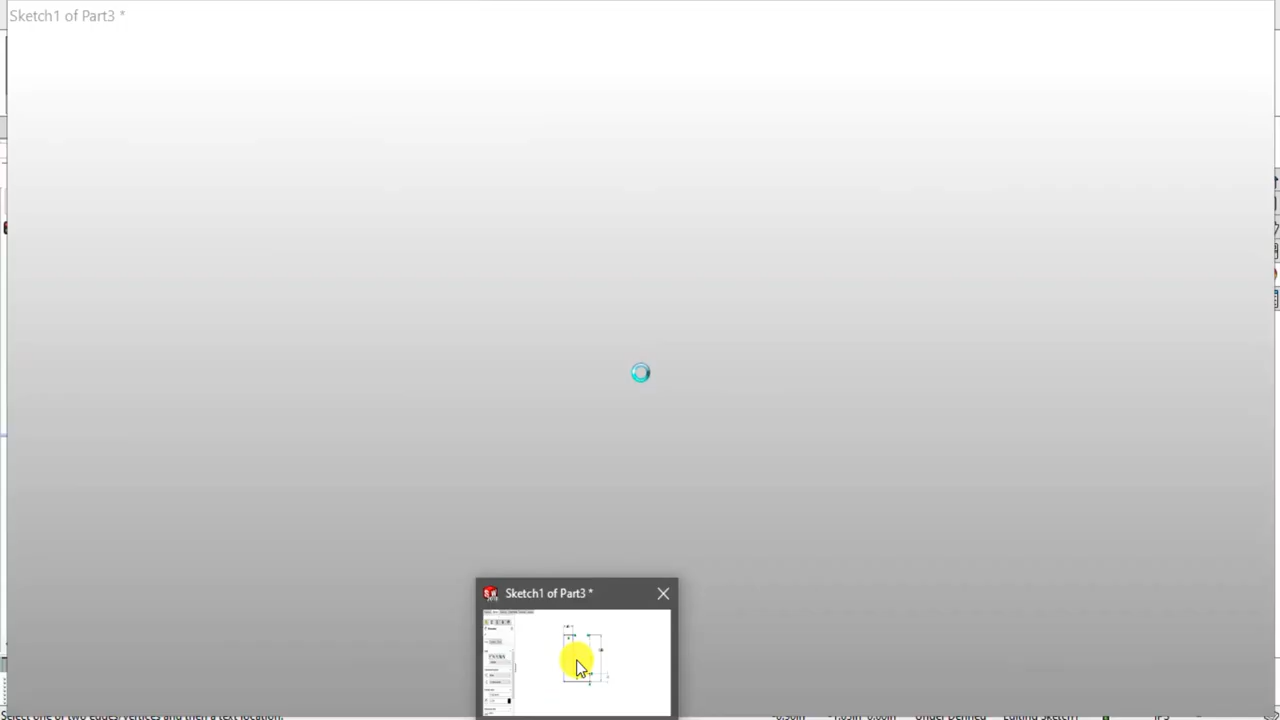 Sketch1 of Part3 *
Sketch1 of Part3 *
Select one or two edges/vertices and then a text location.
Under Defined
Editing Sketch1
IPS